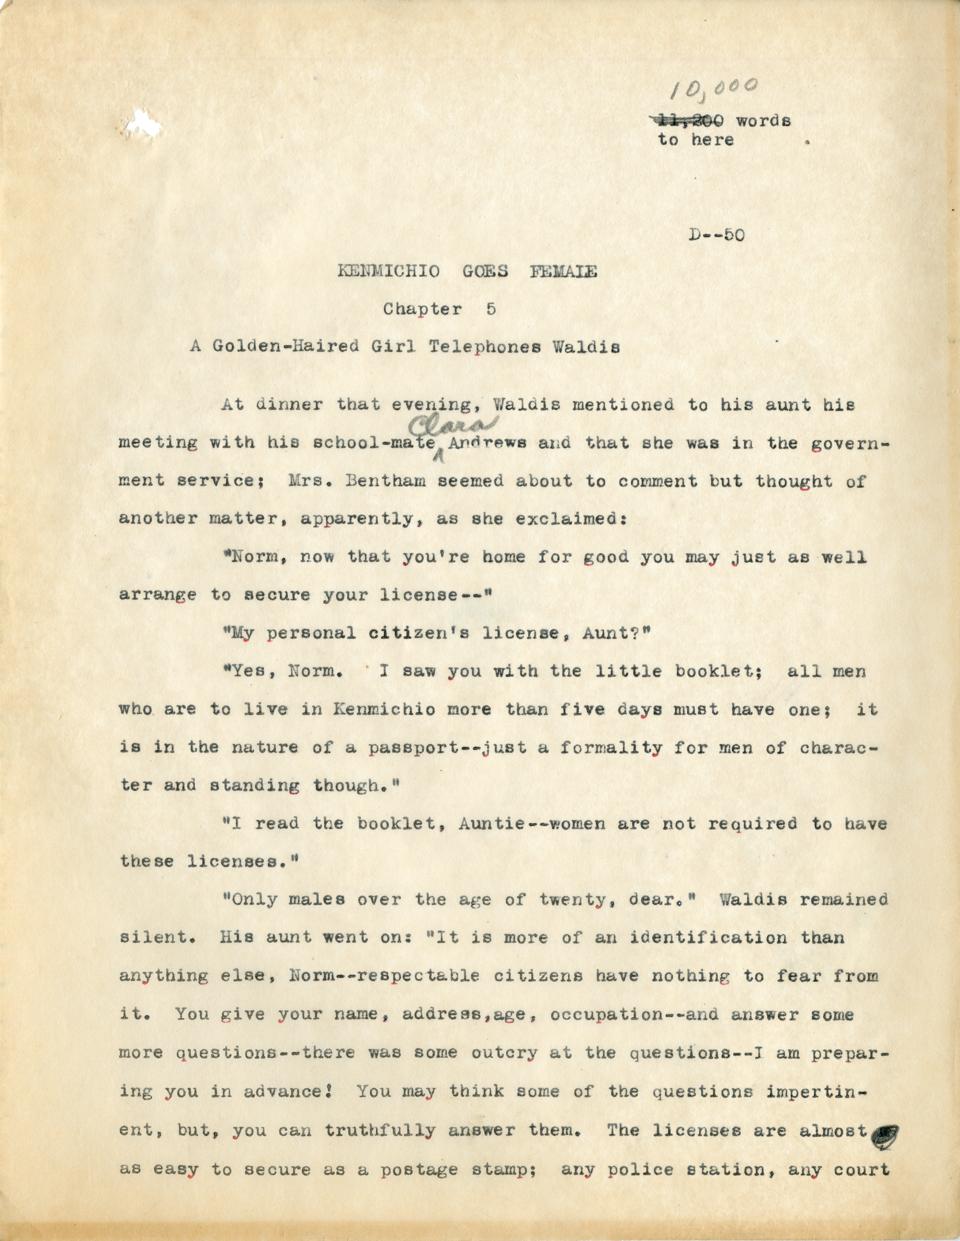 10,000
11,200 words
to here
D--50
KENMICHIO GOES FEMALE
Chapter 5
A Golden-Haired Girl Telephones Waldis
At dinner that evening, Waldis mentioned to his aunt his
Clara
meeting with his school-mate Andrews and that she was in the govern-
ment service; Mrs. Bentham seemed about to comment but thought of
another matter, apparently, as she exclaimed:
"Norm, now that you're home for good you may just as well
arrange to secure your license--"
"My personal citizen's license, Aunt?"
"Yes, Norm. I saw you with the little booklet; all men
who are to live in Kenmichio more than five days must have one; it
is in the nature of a passport--just a formality for men of charac-
ter and standing though."
"I read the booklet, Auntie--women are not required to have
these licenses."
"Only males over the age of twenty, dear." Waldis remained
silent. His aunt went on: "It is more of an identification than
anything else, Norm--respectable citizens have nothing to fear from
it. You give your name, address,age, occupation--and answer some
more questions--there was some outcry at the questions--I am prepar-
ing you in advance! You may think some of the questions impertin-
ent, but, you can truthfully answer them. The licenses are almost
as easy to secure as a postage stamp; any police station, any court